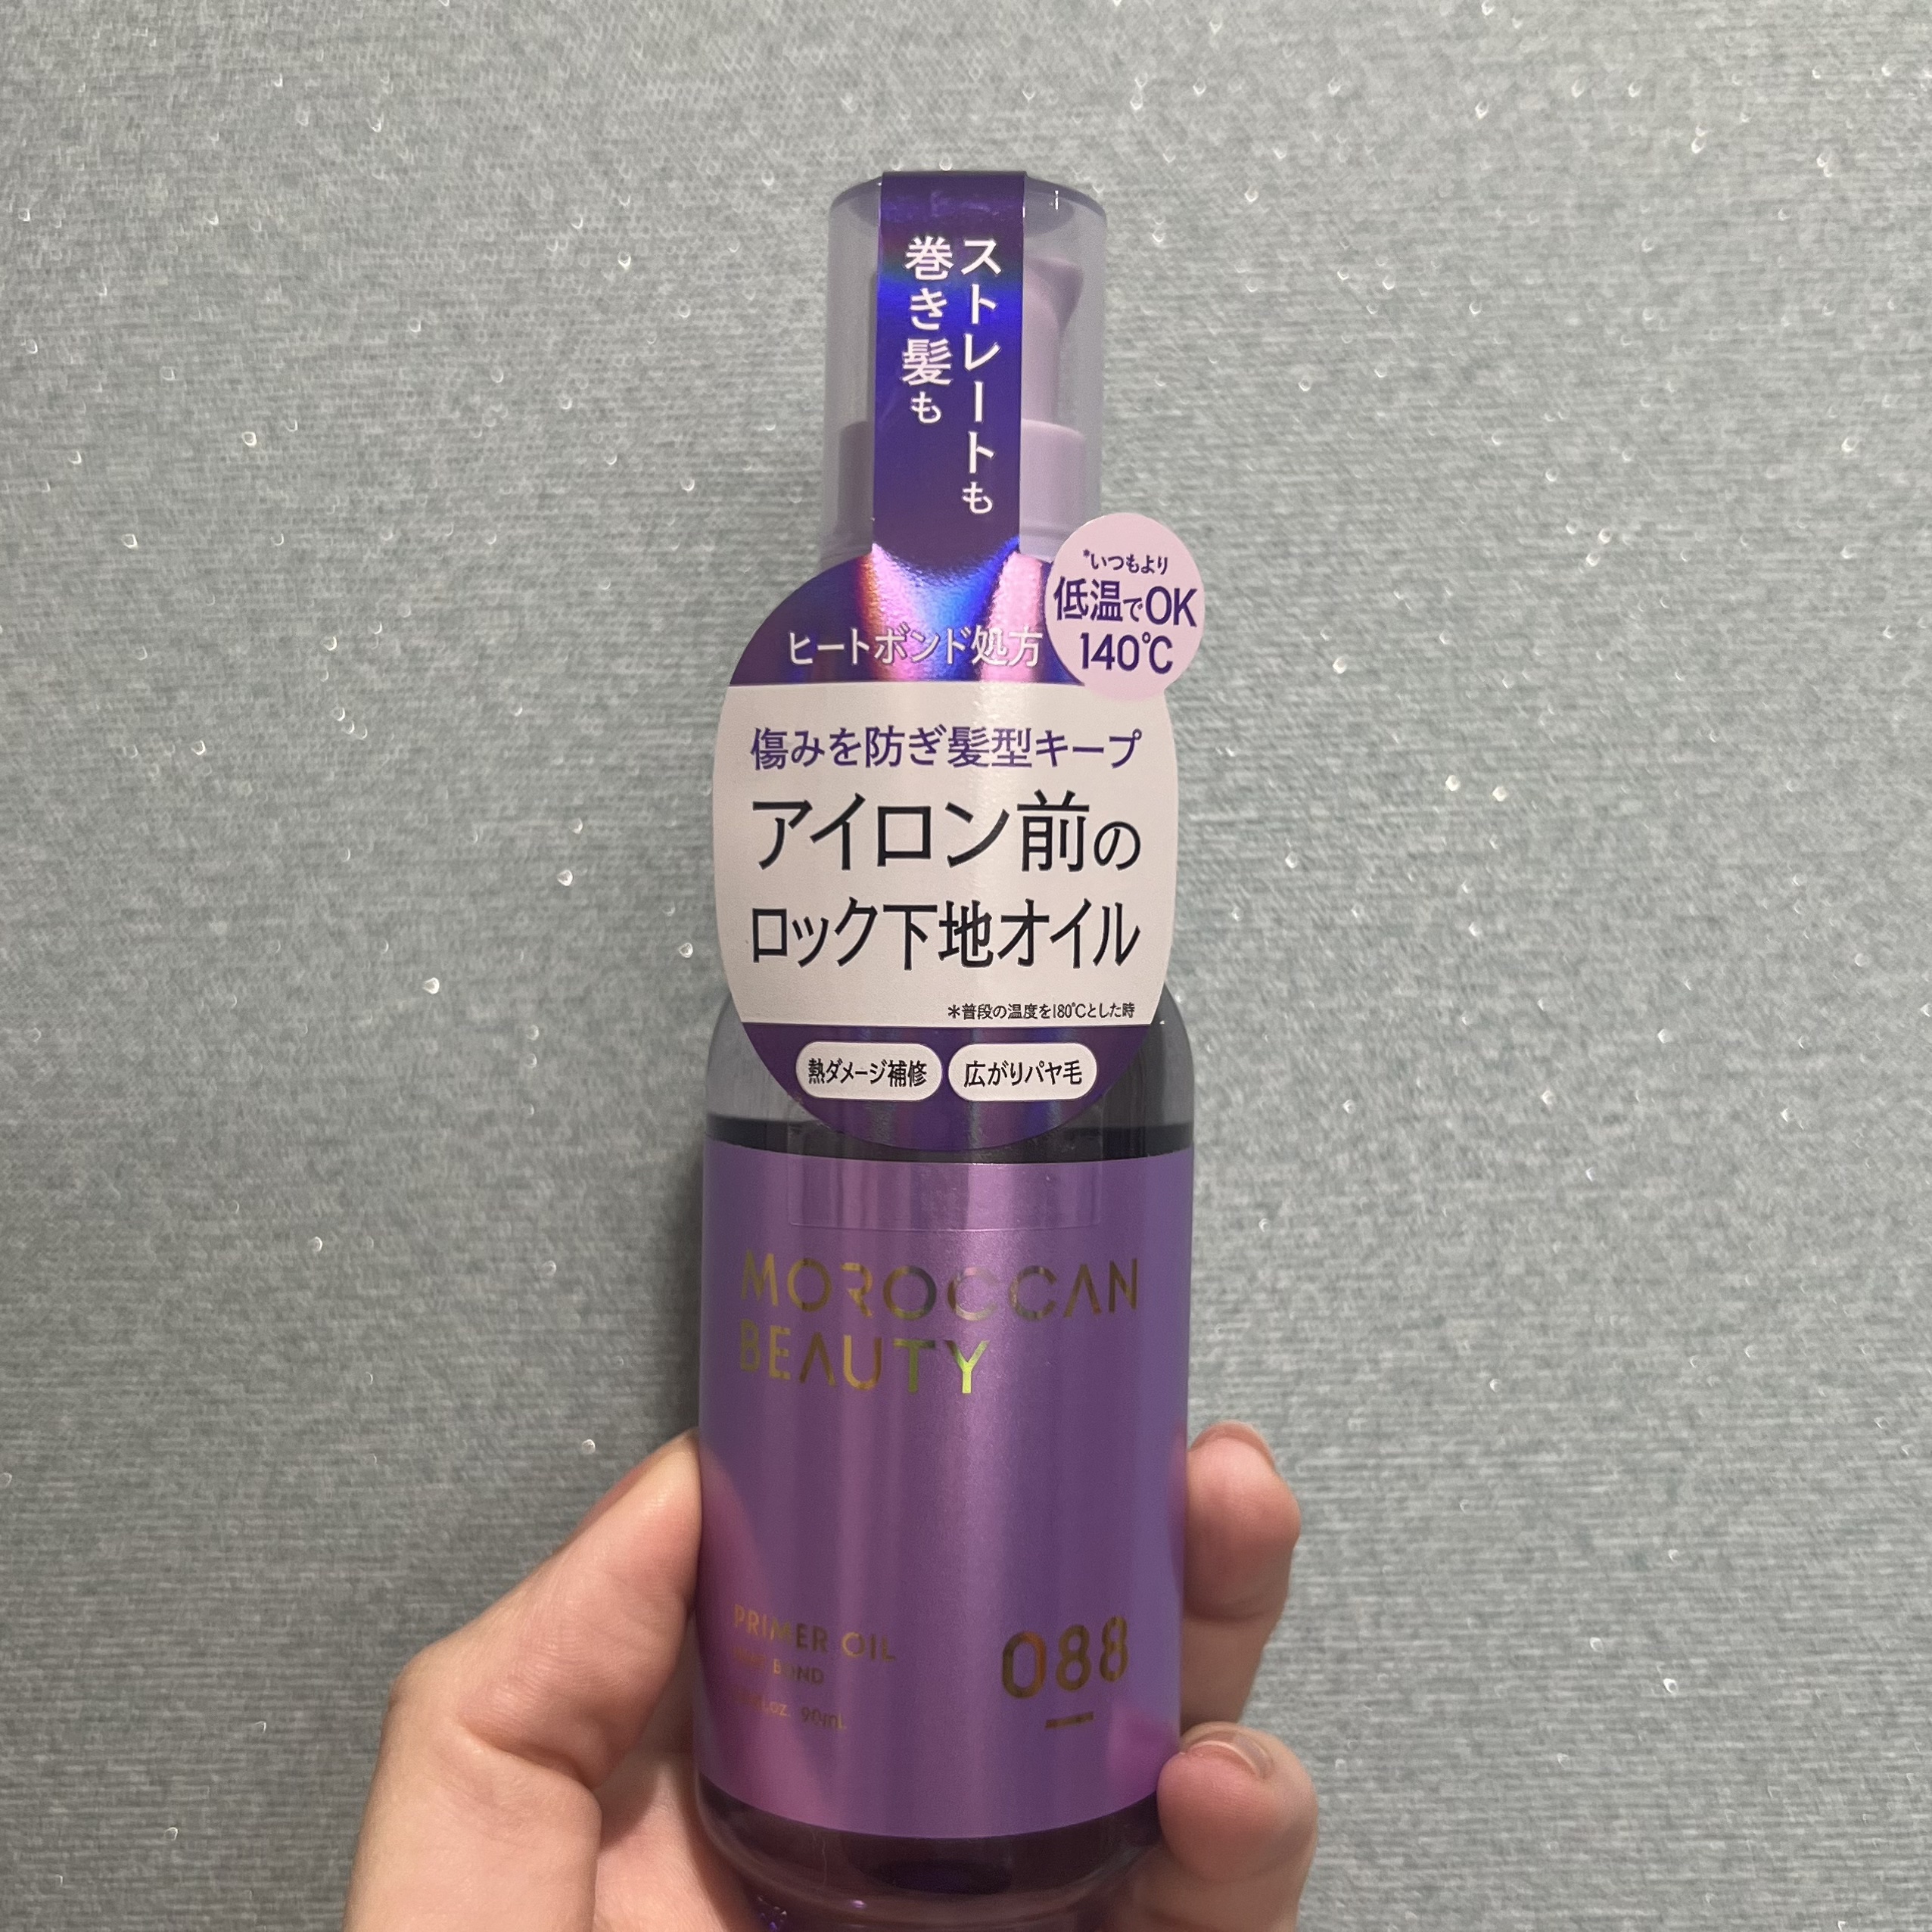 ストレートも
巻き髪も
*いつもより
低温でOK
140℃
ヒートボンド処方
傷みを防ぎ髪型キープ
アイロン前の
ロック下地オイル
*普段の温度を180℃とした時
熱ダメージ補修
広がりパヤ毛
MOROCCAN
BEAUTY
PRIMER OIL
BOND
90mL
088